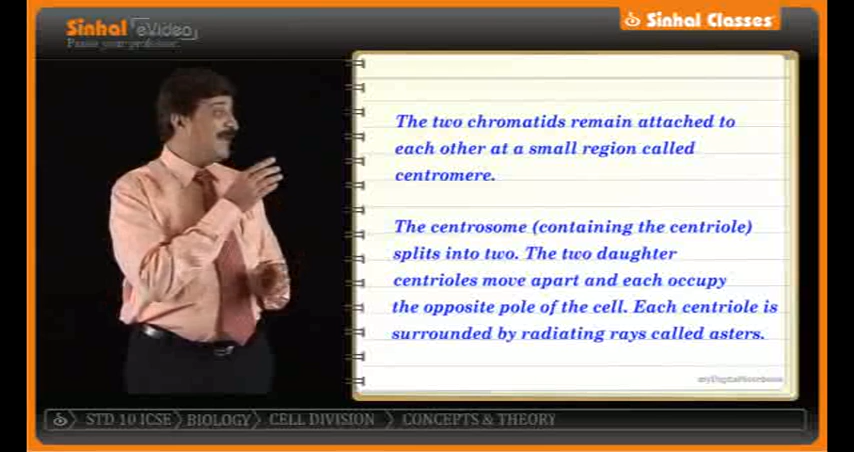 Sinhal eVideo
Pause your professor.
Sinhal Classes
The two chromatids remain attached to
each other at a small region called
centromere.
The centrosome (containing the centriole)
splits into two. The two daughter
centrioles move apart and each occupy
the opposite pole of the cell. Each centriole is
surrounded by radiating rays called asters.
STD 10 ICSE BIOLOGY CELL DIVISION CONCEPTS & THEORY